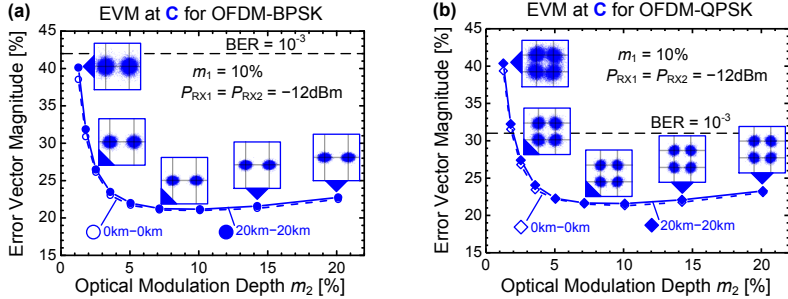 (a) EVM at C for OFDM-BPSK
Error Vector Magnitude [%]
45
40
35
30
25
20
15
BER = 10⁻³
m₁ = 10%
P_RX1 = P_RX2 = −12dBm
0km−0km
20km−20km
0 5 10 15 20
Optical Modulation Depth m₂ [%]
(b) EVM at C for OFDM-QPSK
Error Vector Magnitude [%]
45
40
35
30
25
20
15
m₁ = 10%
P_RX1 = P_RX2 = −12dBm
BER = 10⁻³
0km−0km
20km−20km
0 5 10 15 20
Optical Modulation Depth m₂ [%]